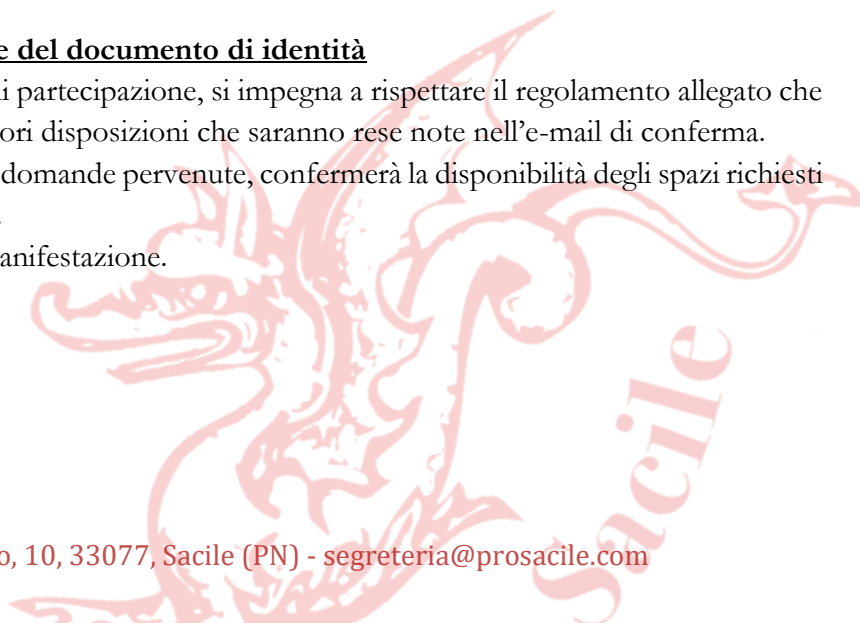 e del documento di identità
i partecipazione, si impegna a rispettare il regolamento allegato che
ori disposizioni che saranno rese note nell’e-mail di conferma.
domande pervenute, confermerà la disponibilità degli spazi richiesti
.
anifestazione.
o, 10, 33077, Sacile (PN) - segreteria@prosacile.com
Sacile